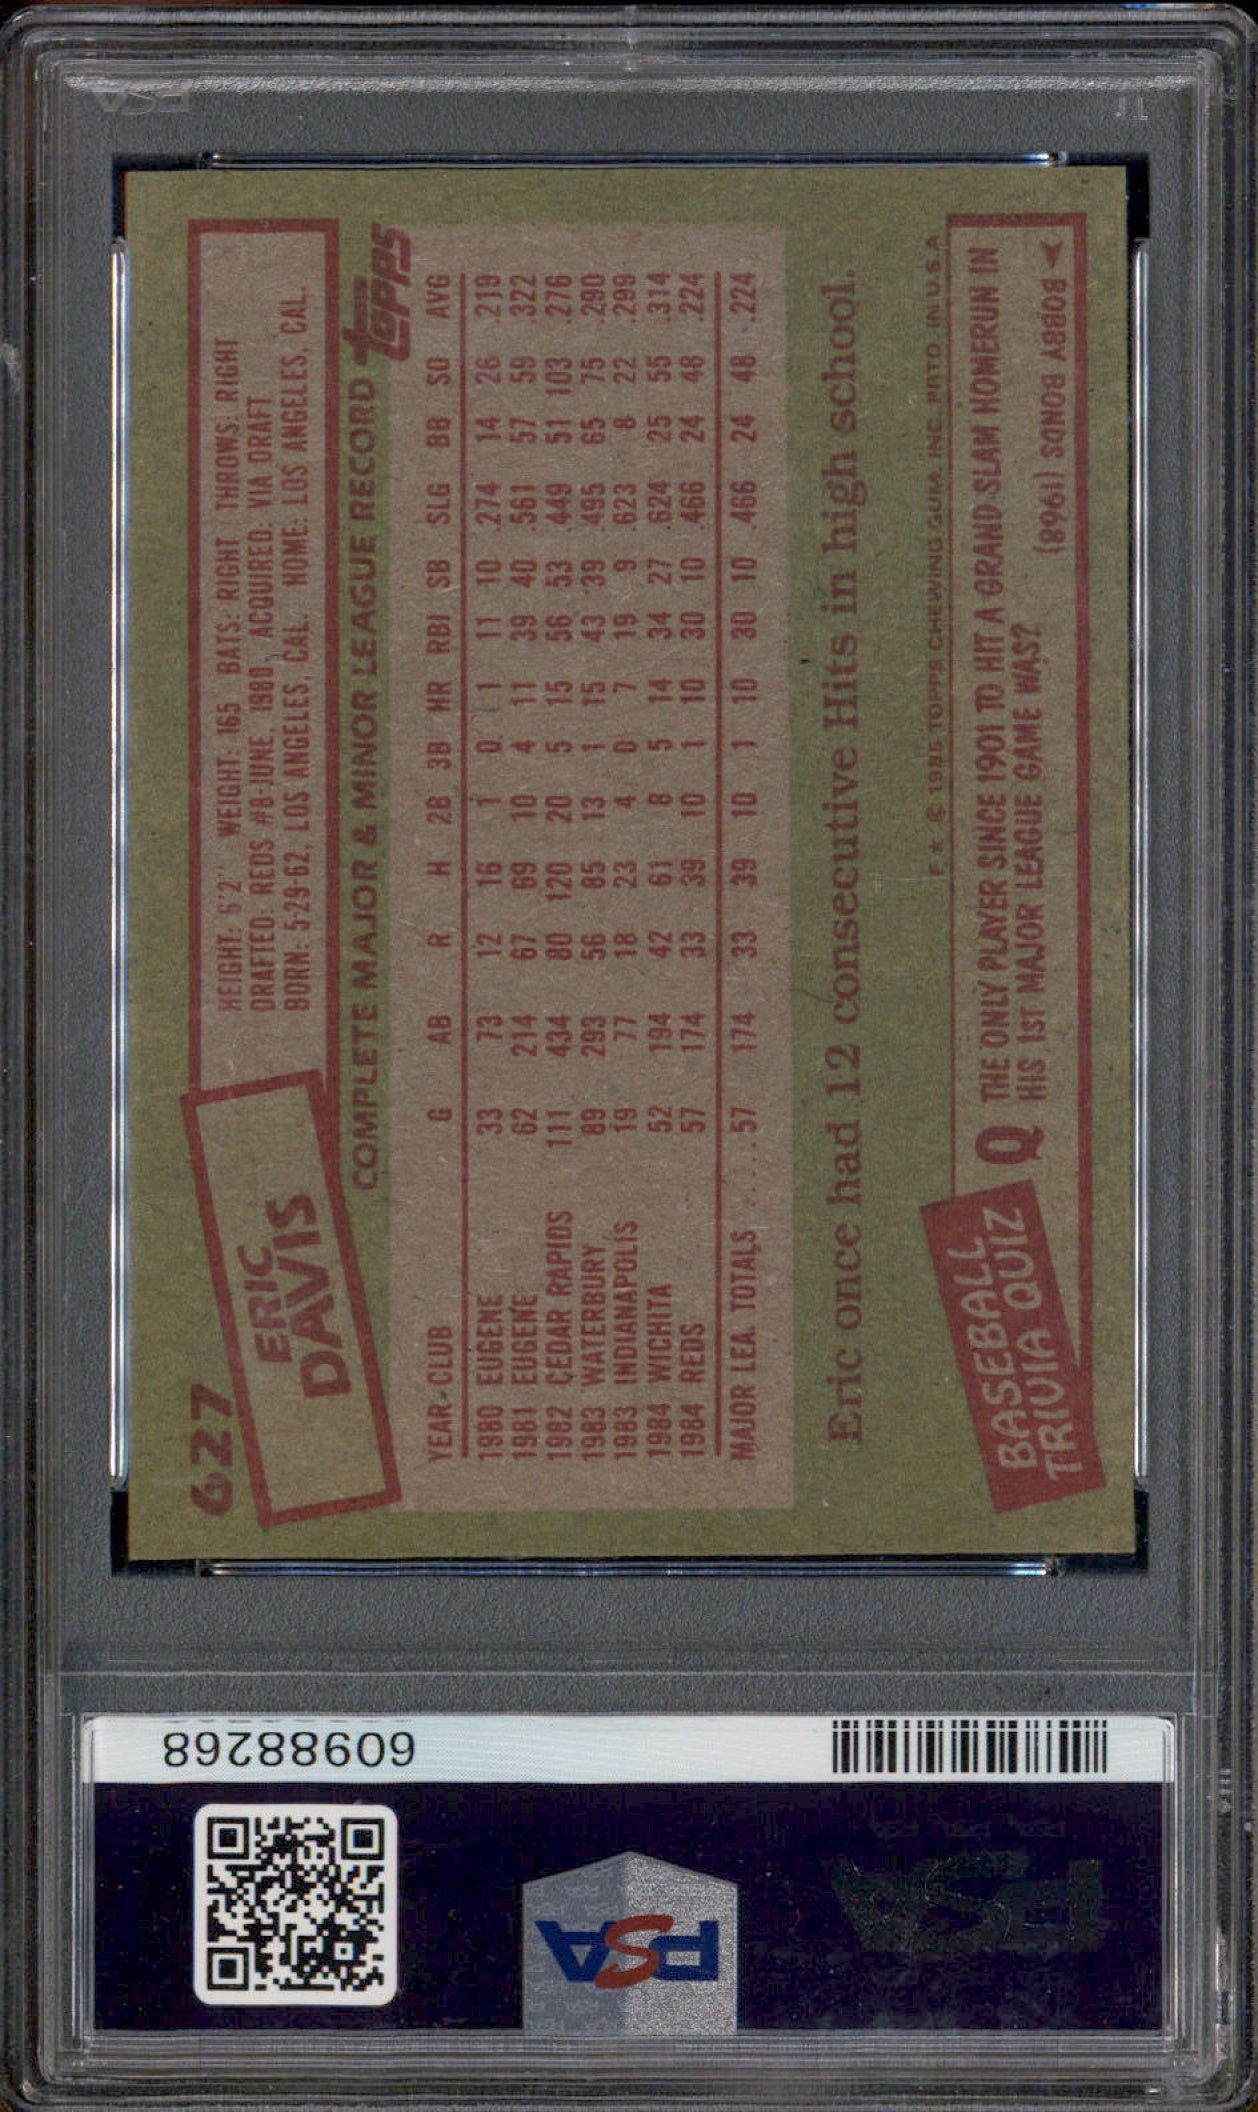 627
ERIC
DAVIS
HEIGHT: 6'2" WEIGHT: 165 BATS: RIGHT THROWS: RIGHT
DRAFTED: REDS #8-JUNE, 1980 ACQUIRED: VIA DRAFT
BORN: 5-29-62, LOS ANGELES, CAL. HOME: LOS ANGELES, CAL.
COMPLETE MAJOR & MINOR LEAGUE RECORD topps
YEAR-CLUB G AB R H 2B 3B HR RBI SB SLG BB SO AVG
1980 EUGENE 33 73 12 16 1 0 1 11 10 .274 14 26 .219
1981 EUGENE 62 214 67 69 10 4 11 39 40 .561 57 59 .322
1982 CEDAR RAPIDS 111 434 80 120 20 5 15 56 53 .449 51 103 .276
1983 WATERBURY 89 293 56 85 13 1 15 43 39 .495 65 75 .290
1983 INDIANAPOLIS 19 77 18 23 4 0 7 19 9 .623 8 22 .299
1984 WICHITA 52 194 42 61 8 5 14 34 27 .624 25 55 .314
1984 REDS 57 174 33 39 10 1 10 30 10 .466 24 48 .224
MAJOR LEA. TOTALS .....57 174 33 39 10 1 10 30 10 .466 24 48 .224
Eric once had 12 consecutive Hits in high school.
F★ © 1985 TOPPS CHEWING GUM, INC. PRTD. IN U.S.A.
BASEBALL
TRIVIA QUIZ
Q THE ONLY PLAYER SINCE 1901 TO HIT A GRAND-SLAM HOMERUN IN
HIS 1ST MAJOR LEAGUE GAME WAS?
BOBBY BONDS (1968)
60988268
PSA
PSA
PSA